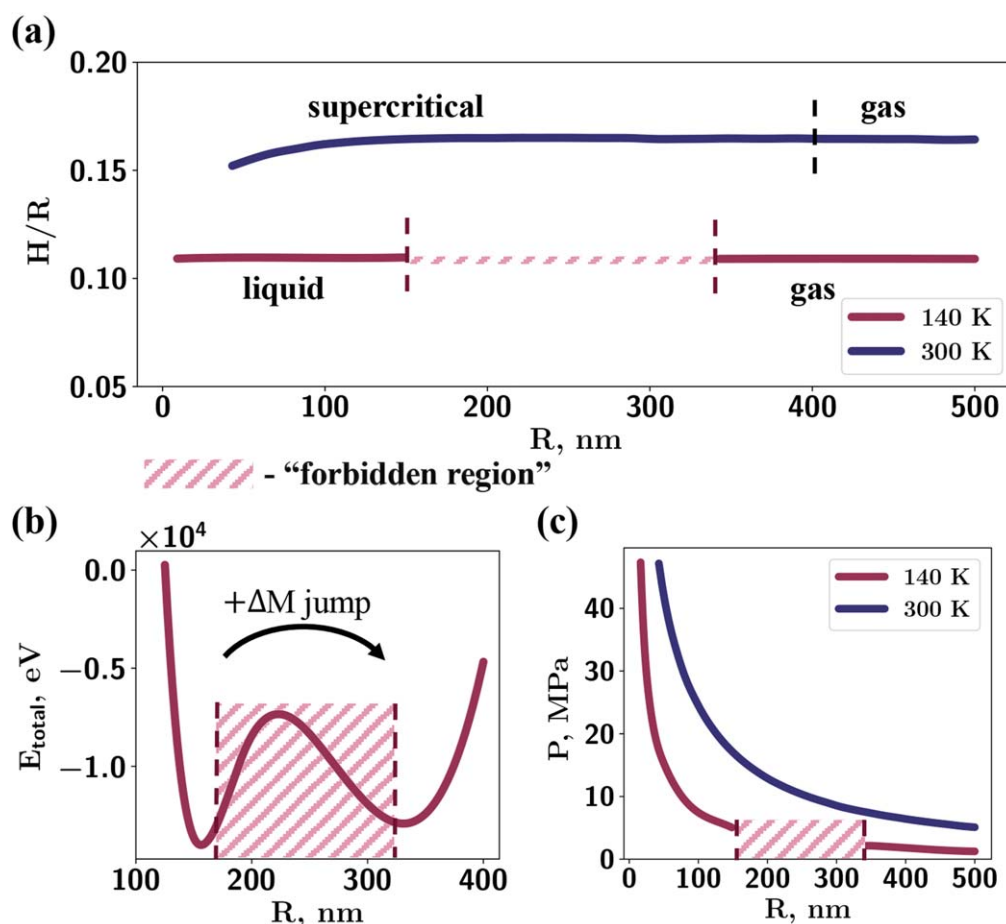 (a)
0.20
0.15
0.10
0.05
H/R
supercritical
gas
liquid
gas
140 K
300 K
0
100
200
300
400
500
R, nm
- “forbidden region”
(b)
×10⁴
0.0
−0.5
−1.0
E_total, eV
+ΔM jump
100
200
300
400
R, nm
(c)
40
30
20
10
0
P, MPa
140 K
300 K
0
100
200
300
400
500
R, nm